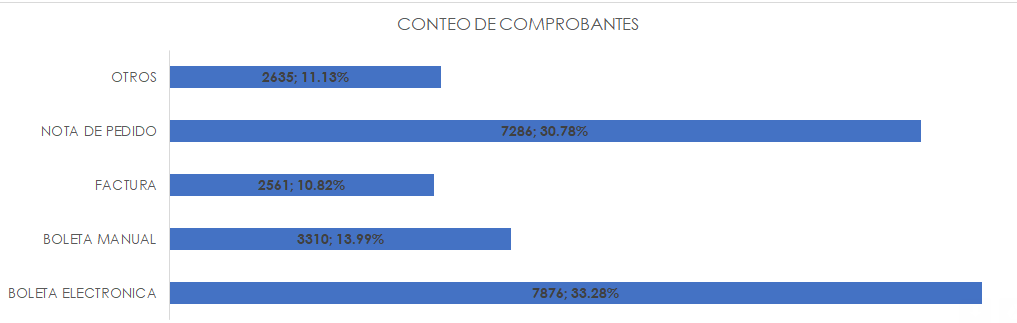 CONTEO DE COMPROBANTES
OTROS 2635; 11.13%
NOTA DE PEDIDO 7286; 30.78%
FACTURA 2561; 10.82%
BOLETA MANUAL 3310; 13.99%
BOLETA ELECTRONICA 7876; 33.28%